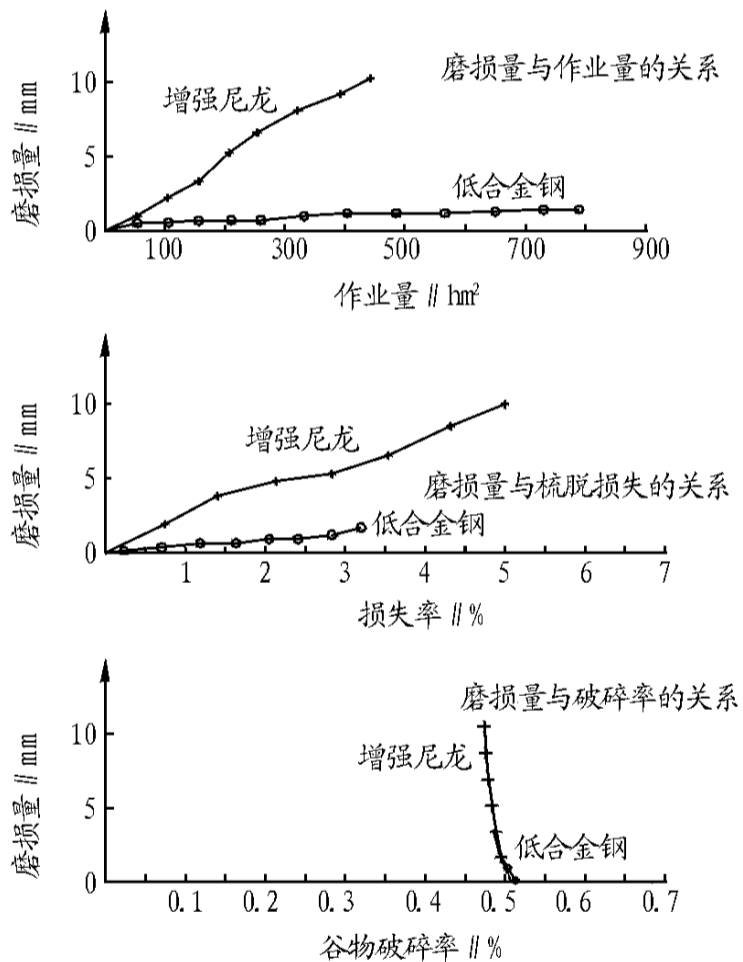 磨损量与作业量的关系
增强尼龙
低合金钢
磨损量 // mm
10
5
0
100 300 500 700 900
作业量 // hm²
磨损量与梳脱损失的关系
增强尼龙
低合金钢
磨损量 // mm
10
5
0
1 2 3 4 5 6 7
损失率 // %
磨损量与破碎率的关系
增强尼龙
低合金钢
磨损量 // mm
10
5
0
0.1 0.2 0.3 0.4 0.5 0.6 0.7
谷物破碎率 // %